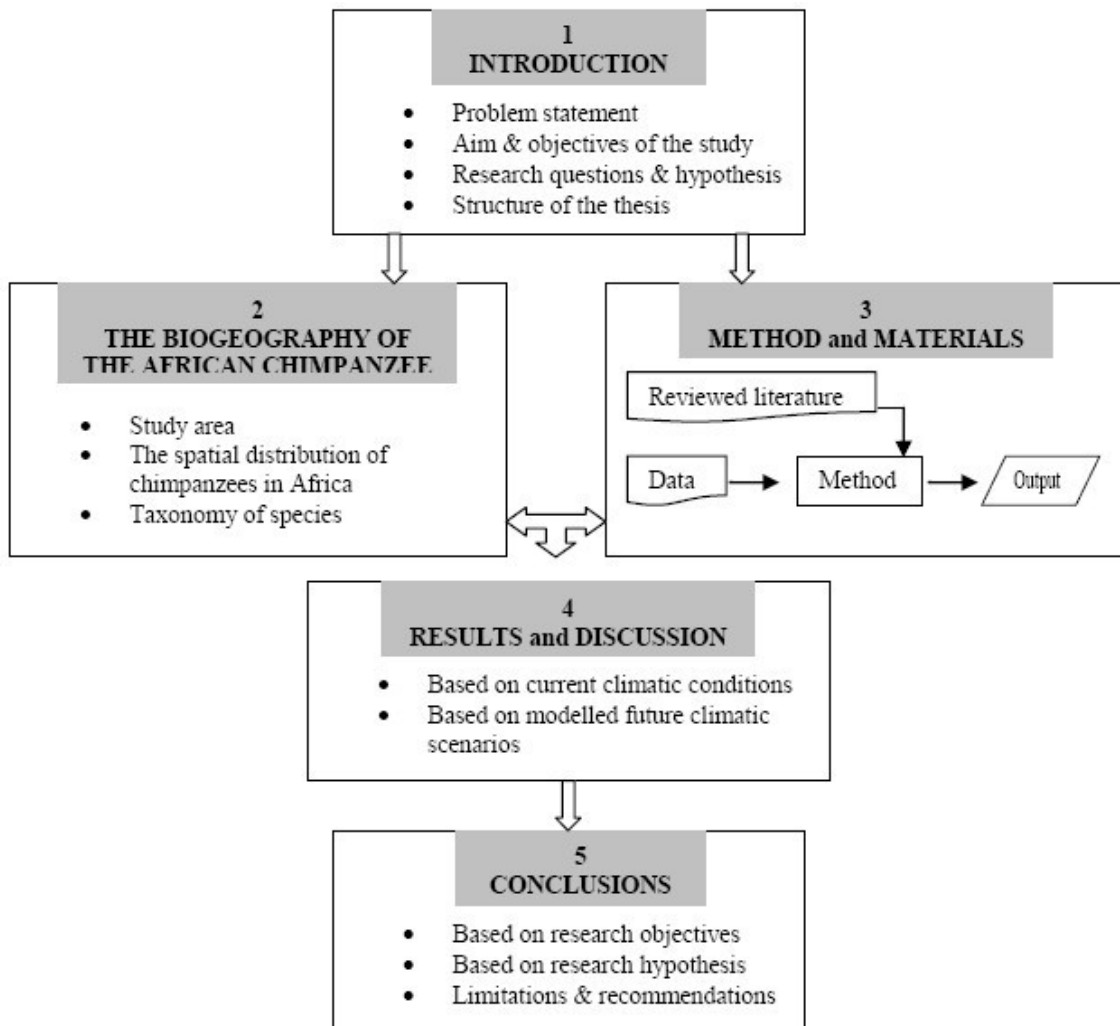 1
INTRODUCTION
• Problem statement
• Aim & objectives of the study
• Research questions & hypothesis
• Structure of the thesis
2
THE BIOGEOGRAPHY OF
THE AFRICAN CHIMPANZEE
• Study area
• The spatial distribution of
chimpanzees in Africa
• Taxonomy of species
3
METHOD and MATERIALS
Reviewed literature
Data
Method
Output
4
RESULTS and DISCUSSION
• Based on current climatic conditions
• Based on modelled future climatic
scenarios
5
CONCLUSIONS
• Based on research objectives
• Based on research hypothesis
• Limitations & recommendations